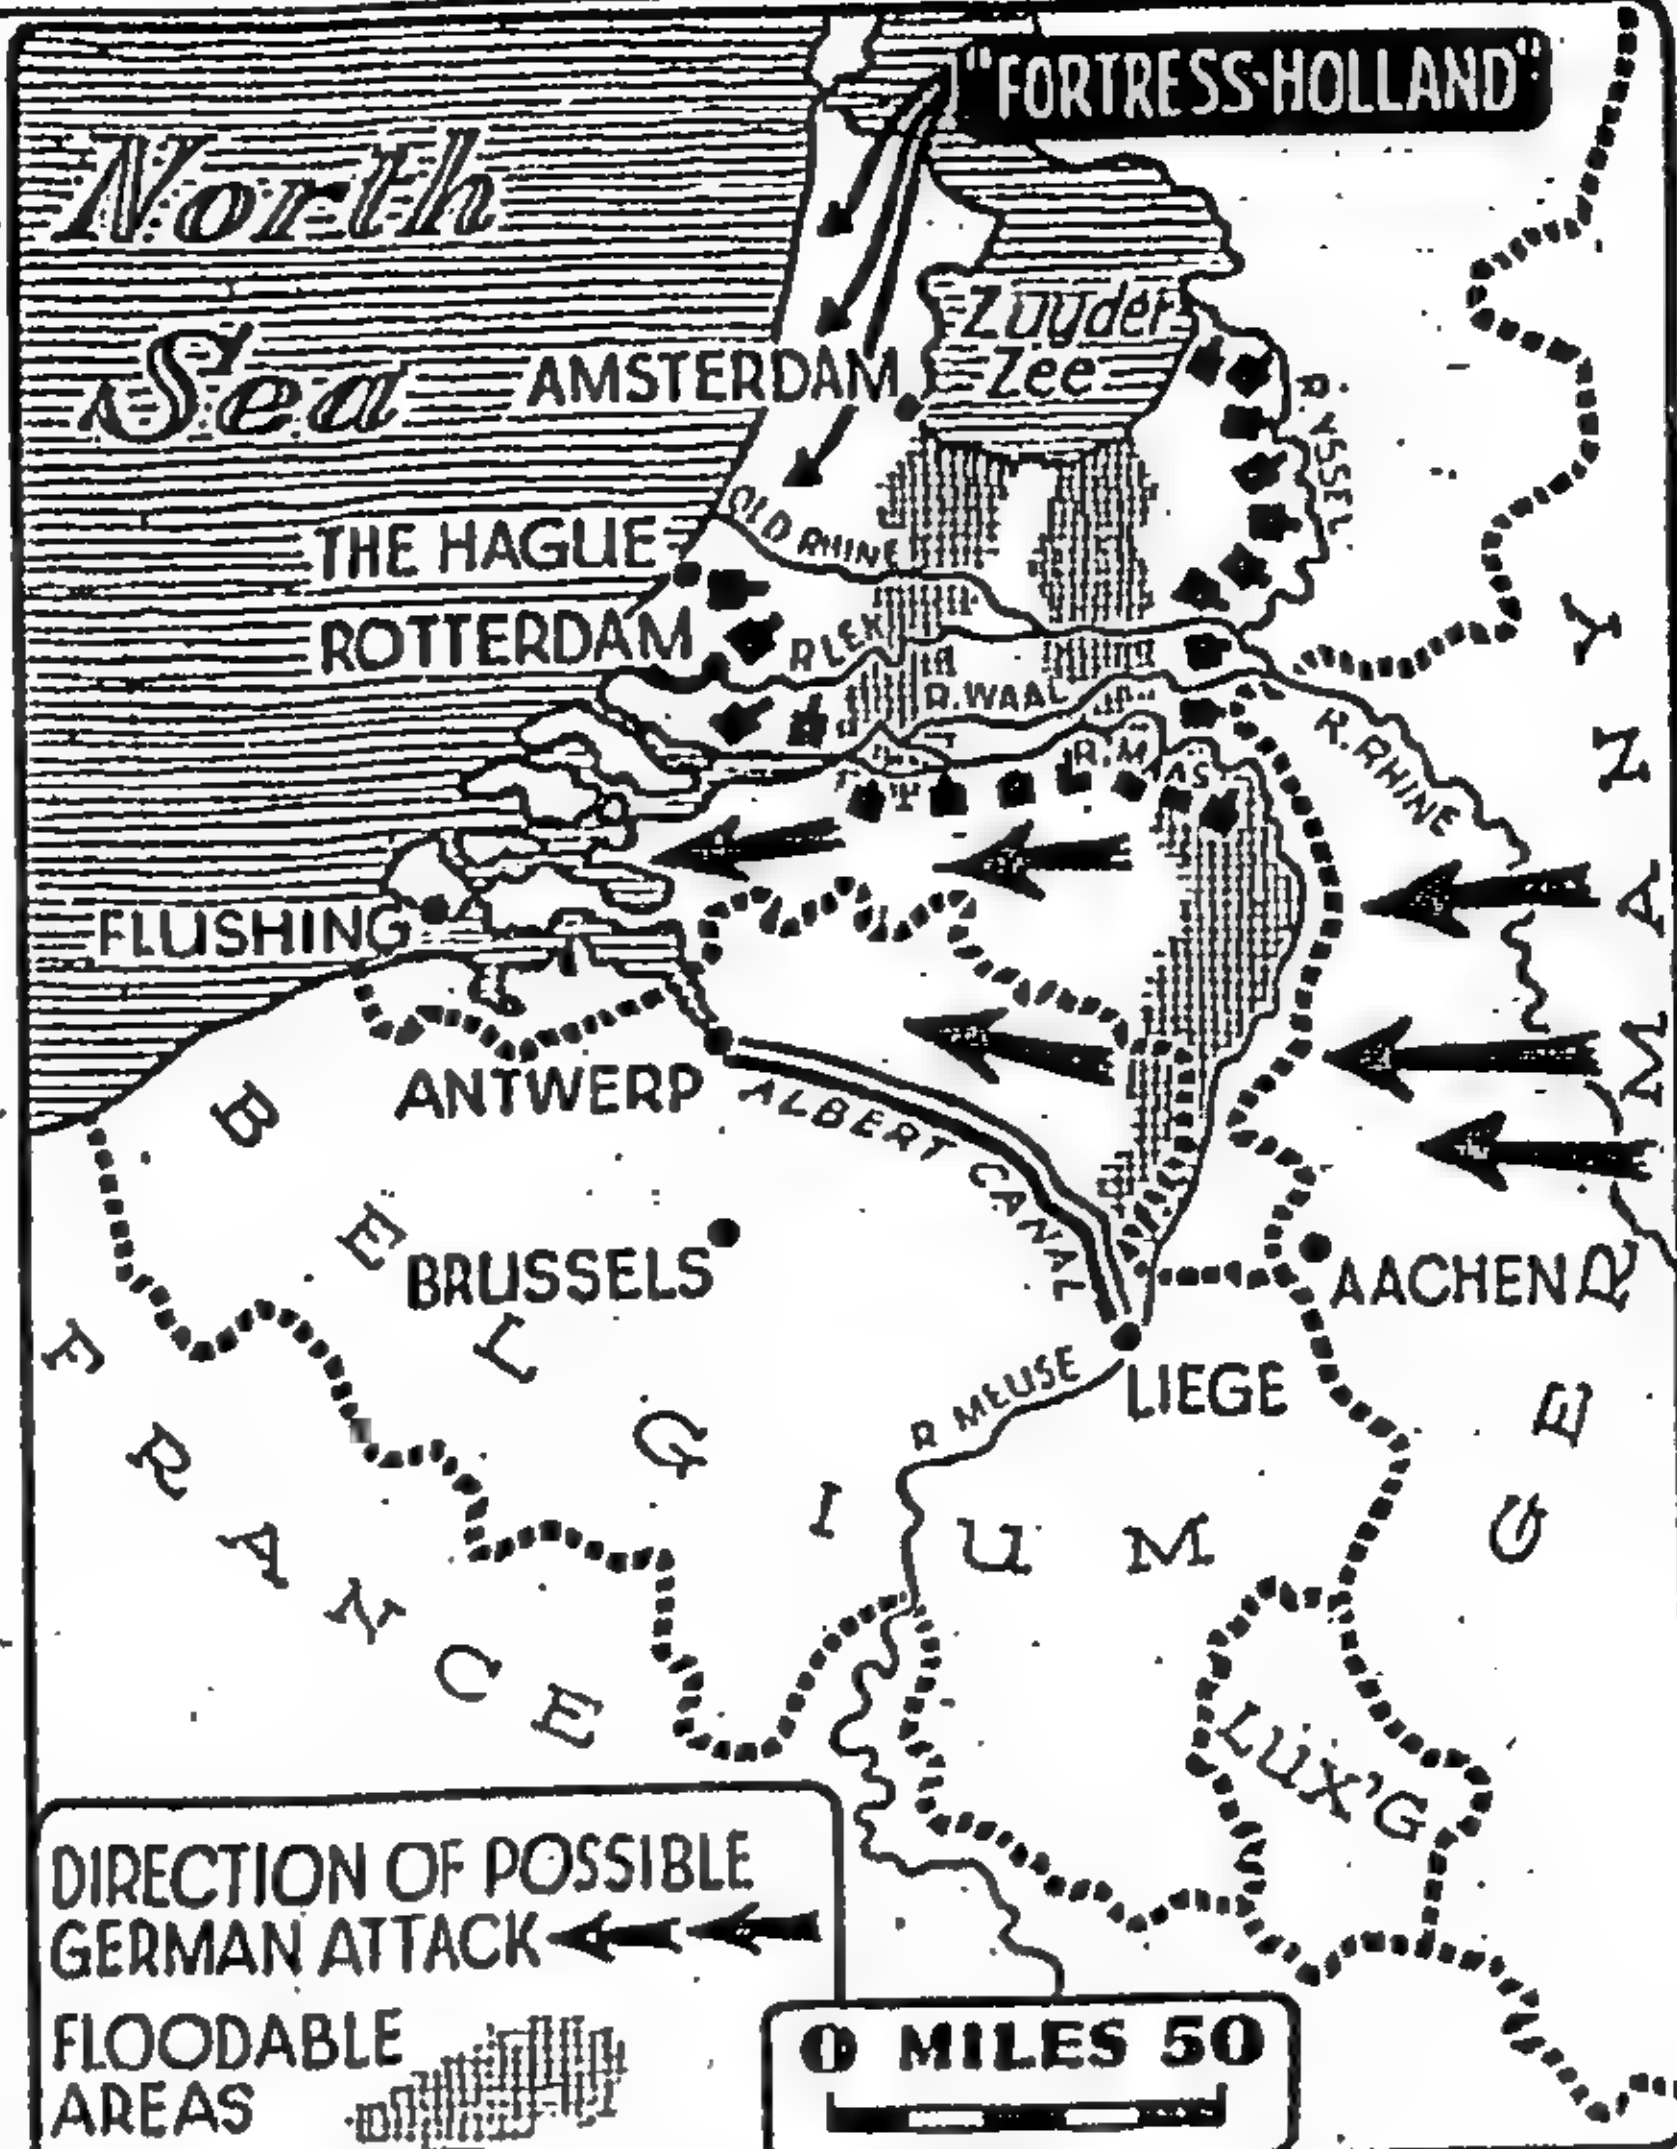 "FORTRESS-HOLLAND"
North
Sea
Zuyder
Zee
AMSTERDAM
R. YSSEL
OLD RHINE
THE HAGUE
ROTTERDAM
R LEK
R. WAAL
R. MAAS
R. RHINE
FLUSHING
ANTWERP
ALBERT CANAL
BRUSSELS
AACHEN
LIEGE
R MEUSE
BELGIUM
FRANCE
GERMANY
LUX'G
DIRECTION OF POSSIBLE
GERMAN ATTACK
FLOODABLE
AREAS
0 MILES 50